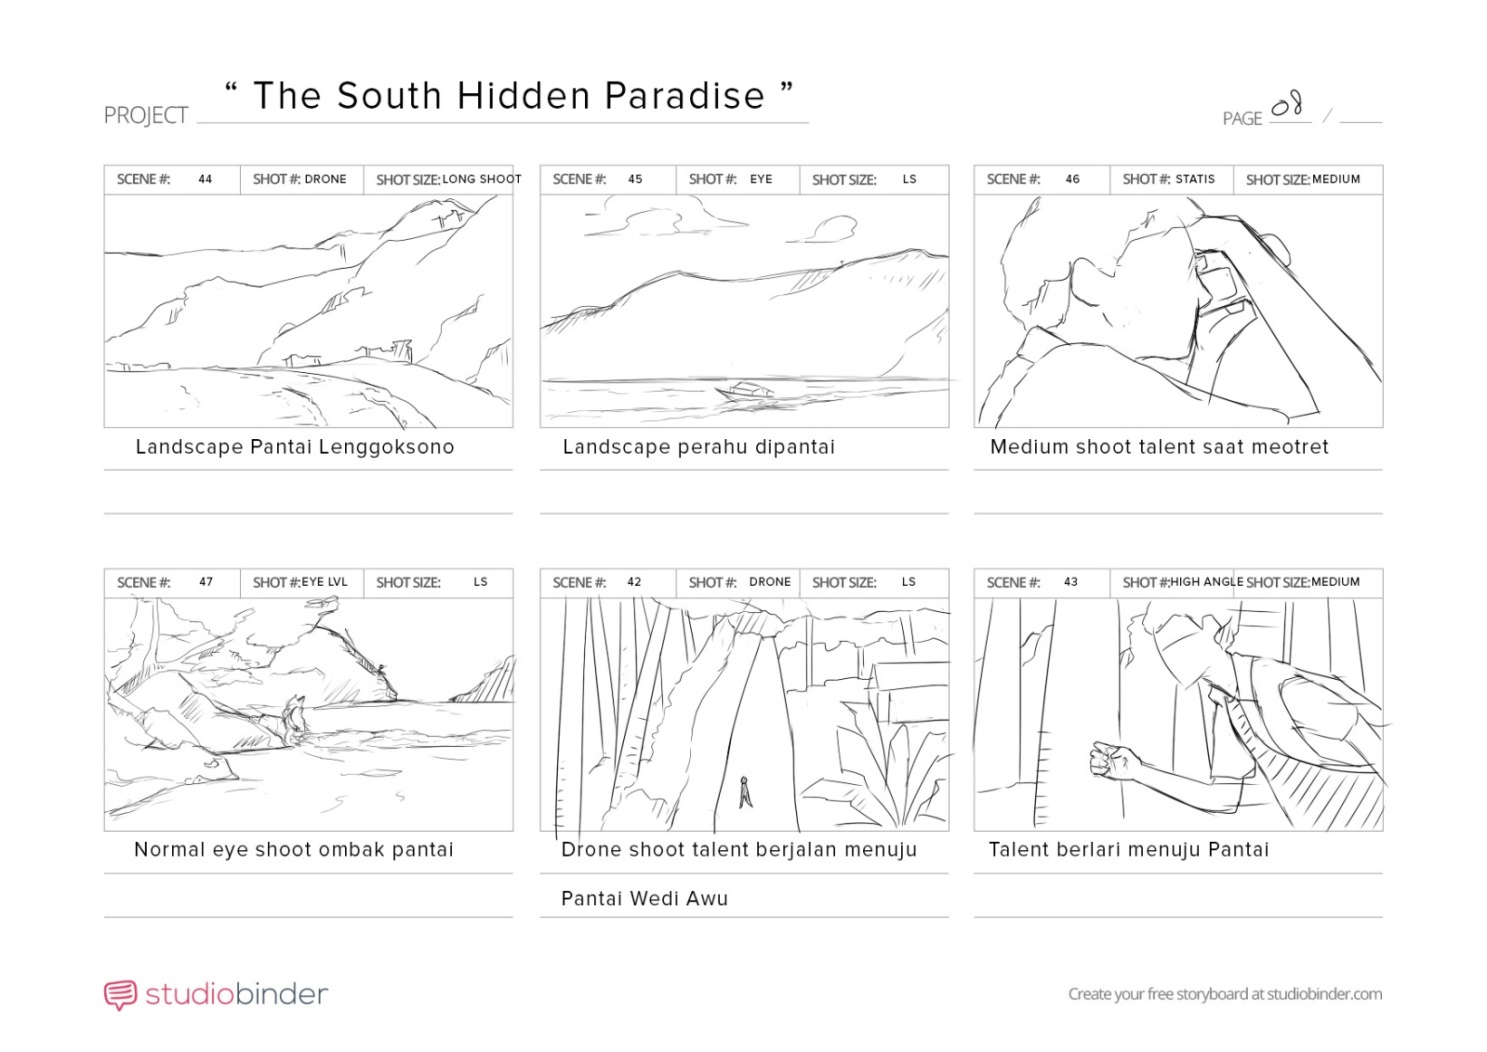 PROJECT “ The South Hidden Paradise ”
PAGE 08 /
SCENE #: 44 SHOT #: DRONE SHOT SIZE: LONG SHOOT
SCENE #: 45 SHOT #: EYE SHOT SIZE: LS
SCENE #: 46 SHOT #: STATIS SHOT SIZE: MEDIUM
Landscape Pantai Lenggoksono
Landscape perahu dipantai
Medium shoot talent saat meotret
SCENE #: 47 SHOT #: EYE LVL SHOT SIZE: LS
SCENE #: 42 SHOT #: DRONE SHOT SIZE: LS
SCENE #: 43 SHOT #: HIGH ANGLE SHOT SIZE: MEDIUM
Normal eye shoot ombak pantai
Drone shoot talent berjalan menuju
Pantai Wedi Awu
Talent berlari menuju Pantai
studiobinder
Create your free storyboard at studiobinder.com